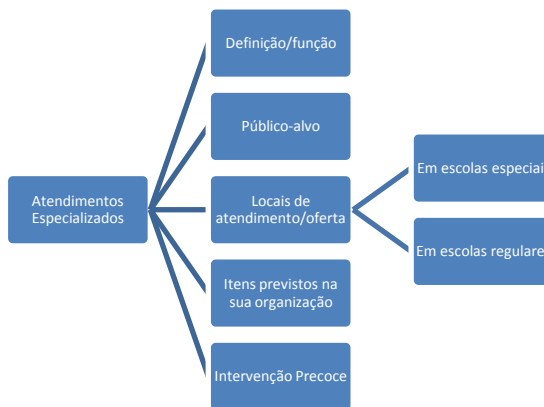 Definição/função
Público-alvo
Em escolas especiai
Atendimentos
Especializados
Locais de
atendimento/oferta
Em escolas regulare
Itens previstos na
sua organização
Intervenção Precoce